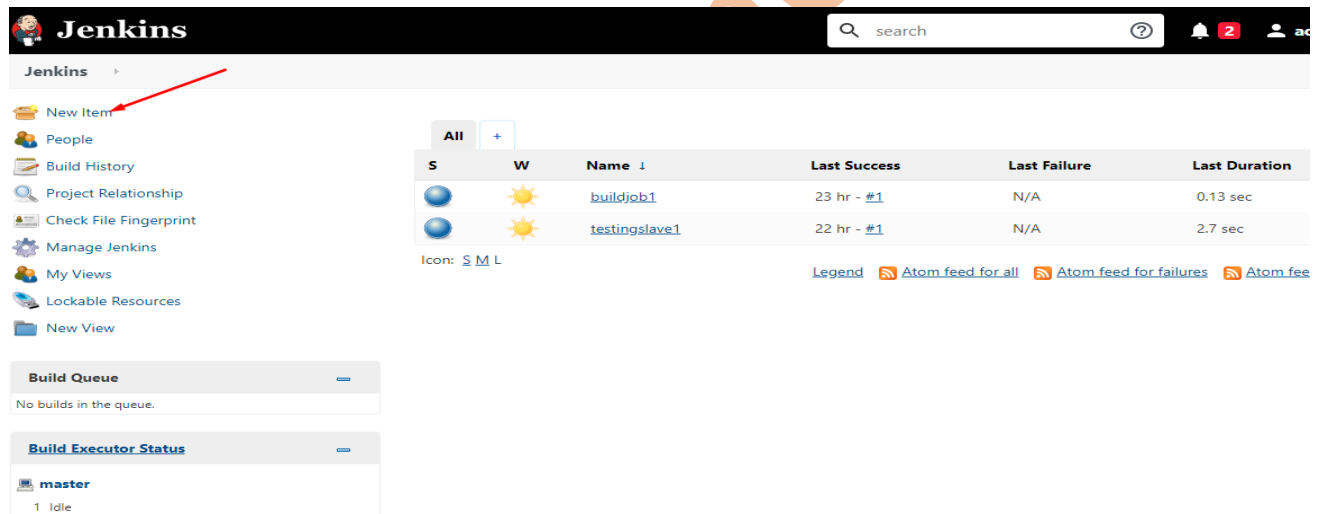 Jenkins
search
2
ac
Jenkins
New Item
People
Build History
Project Relationship
Check File Fingerprint
Manage Jenkins
My Views
Lockable Resources
New View
Build Queue
No builds in the queue.
Build Executor Status
master
1 Idle
All +
S W Name ↓ Last Success Last Failure Last Duration
buildjob1 23 hr - #1 N/A 0.13 sec
testingslave1 22 hr - #1 N/A 2.7 sec
Icon: S M L
Legend Atom feed for all Atom feed for failures Atom fee